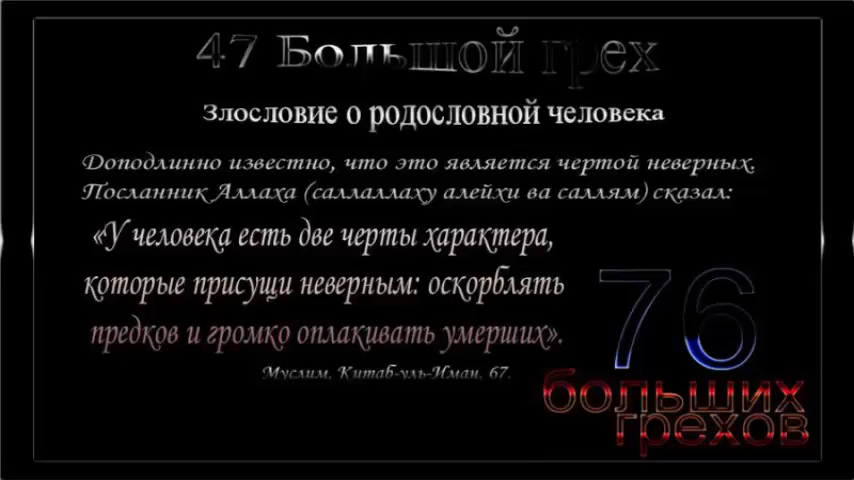 47 Большой грех
Злословие о родословной человека
Доподлинно известно, что это является чертой неверных.
Посланник Аллаха (саллаллаху алейхи ва саллям) сказал:
«У человека есть две черты характера,
которые присущи неверным: оскорблять
предков и громко оплакивать умерших».
Муслим, Китаб-уль-Иман, 67.
76
больших
грехов